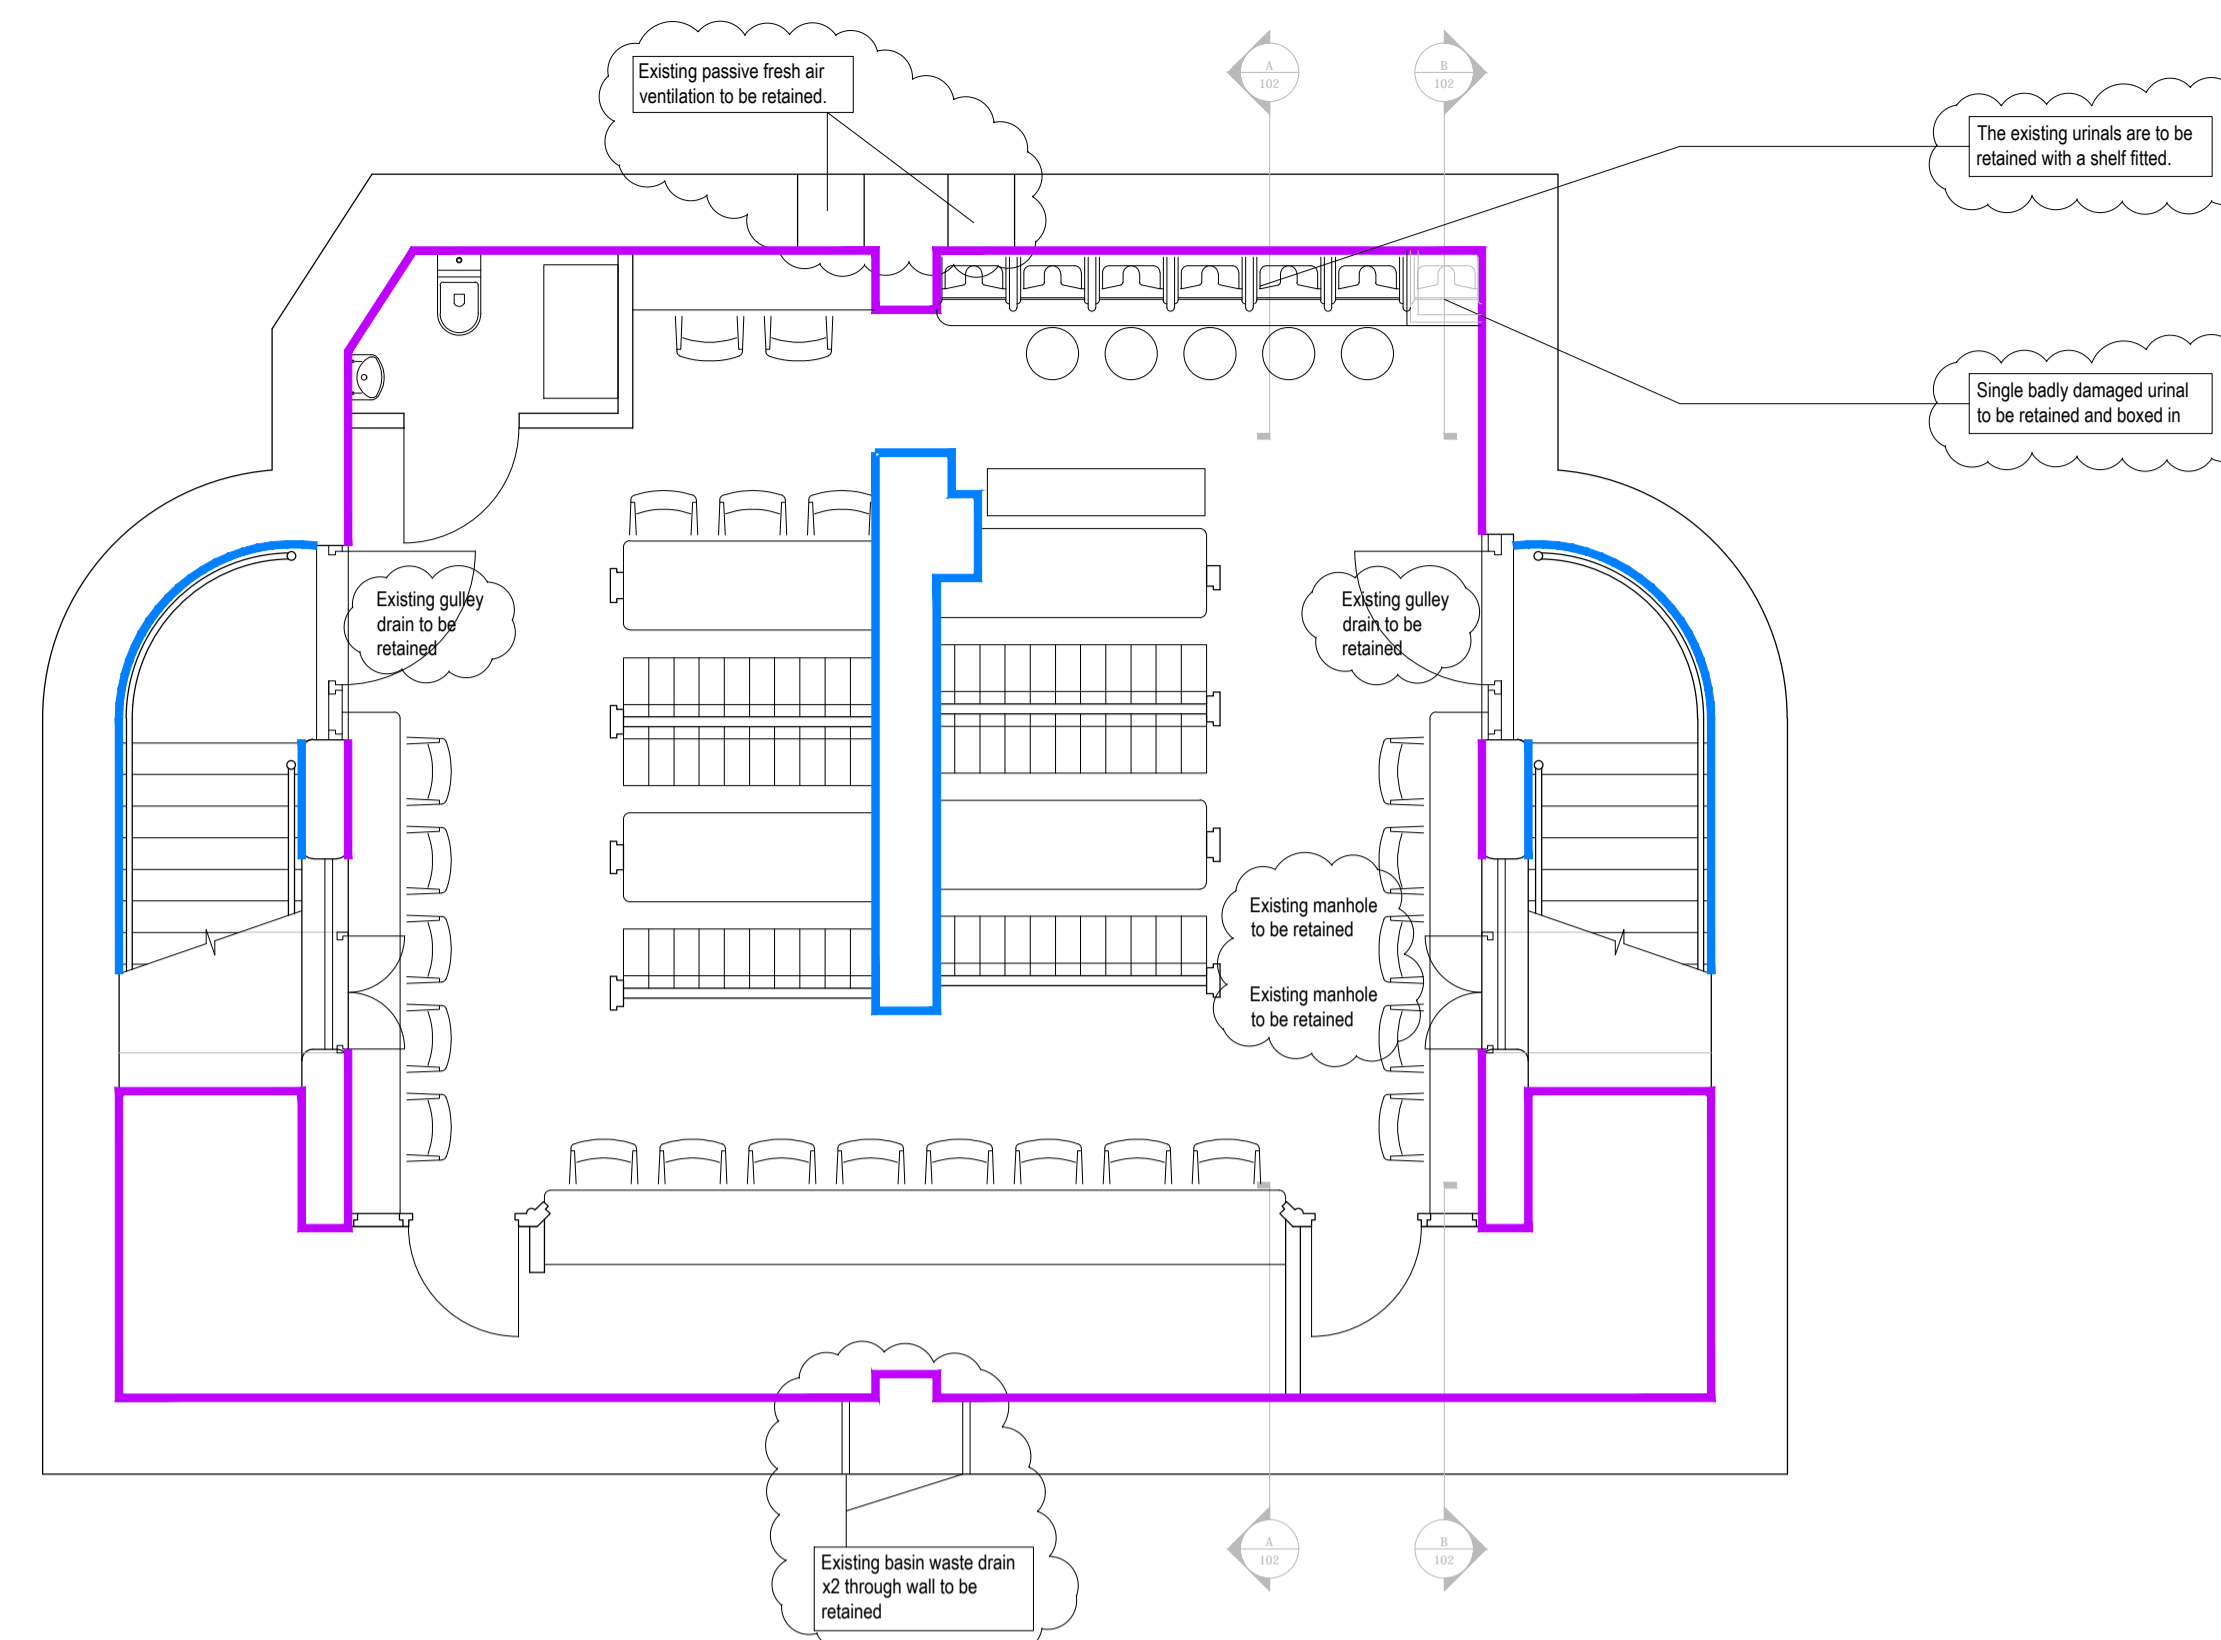 Existing passive fresh air
ventilation to be retained.
A
102
B
102
The existing urinals are to be
retained with a shelf fitted.
Single badly damaged urinal
to be retained and boxed in
Existing gulley
drain to be
retained
Existing gulley
drain to be
retained
Existing manhole
to be retained
Existing manhole
to be retained
A
102
B
102
Existing basin waste drain
x2 through wall to be
retained